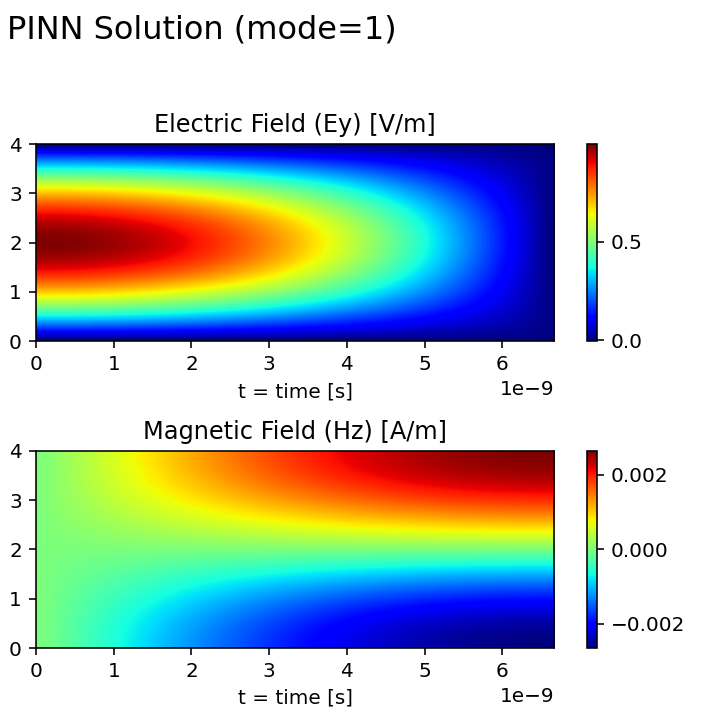 PINN Solution (mode=1)
Electric Field (Ey) [V/m]
4
3
2
1
0
0 1 2 3 4 5 6
t = time [s]
1e−9
0.5
0.0
Magnetic Field (Hz) [A/m]
4
3
2
1
0
0 1 2 3 4 5 6
t = time [s]
1e−9
0.002
0.000
−0.002